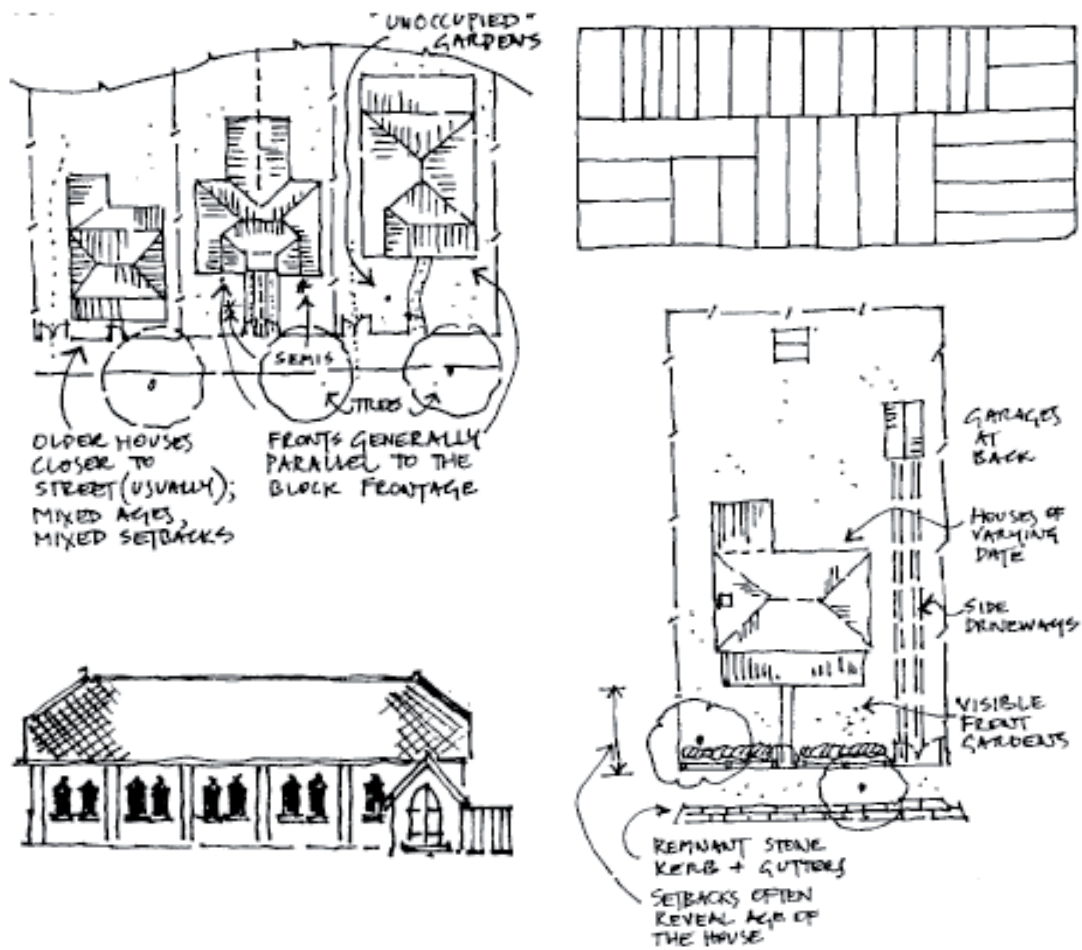 "UNOCCUPIED"
GARDENS
SEMIS
TREES
OLDER HOUSES
CLOSER TO
STREET (USUALLY);
MIXED AGES,
MIXED SETBACKS
FRONTS GENERALLY
PARALLEL TO THE
BLOCK FRONTAGE
GARAGES
AT
BACK
HOUSES OF
VARYING
DATE
SIDE
DRIVEWAYS
VISIBLE
FRONT
GARDENS
REMNANT STONE
KERB + GUTTERS
SETBACKS OFTEN
REVEAL AGE OF
THE HOUSE